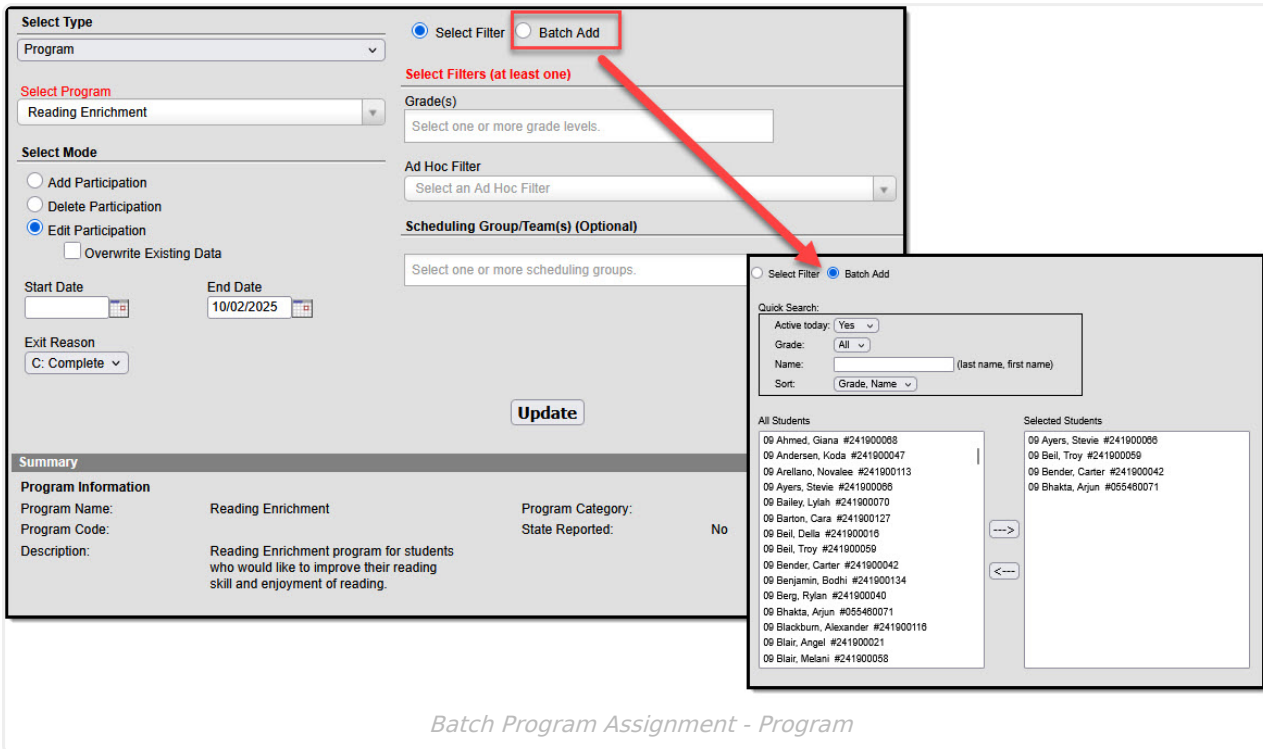 Select Type
Program
Select Program
Reading Enrichment
Select Mode
Add Participation
Delete Participation
Edit Participation
Overwrite Existing Data
Start Date End Date
10/02/2025
Exit Reason
C: Complete
Select Filter Batch Add
Select Filters (at least one)
Grade(s)
Select one or more grade levels.
Ad Hoc Filter
Select an Ad Hoc Filter
Scheduling Group/Team(s) (Optional)
Select one or more scheduling groups.
Update
Summary
Program Information
Program Name: Reading Enrichment Program Category:
Program Code: State Reported: No
Description: Reading Enrichment program for students
who would like to improve their reading
skill and enjoyment of reading.
Select Filter Batch Add
Quick Search:
Active today: Yes
Grade: All
Name: (last name, first name)
Sort: Grade, Name
All Students
09 Ahmed, Giana #241900068
09 Andersen, Koda #241900047
09 Arellano, Novalee #241900113
09 Ayers, Stevie #241900066
09 Bailey, Lylah #241900070
09 Barton, Cara #241900127
09 Beil, Della #241900016
09 Beil, Troy #241900059
09 Bender, Carter #241900042
09 Benjamin, Bodhi #241900134
09 Berg, Rylan #241900040
09 Bhakta, Arjun #055460071
09 Blackburn, Alexander #241900116
09 Blair, Angel #241900021
09 Blair, Melani #241900058
--->
<---
Selected Students
09 Ayers, Stevie #241900066
09 Beil, Troy #241900059
09 Bender, Carter #241900042
09 Bhakta, Arjun #055460071
Batch Program Assignment - Program